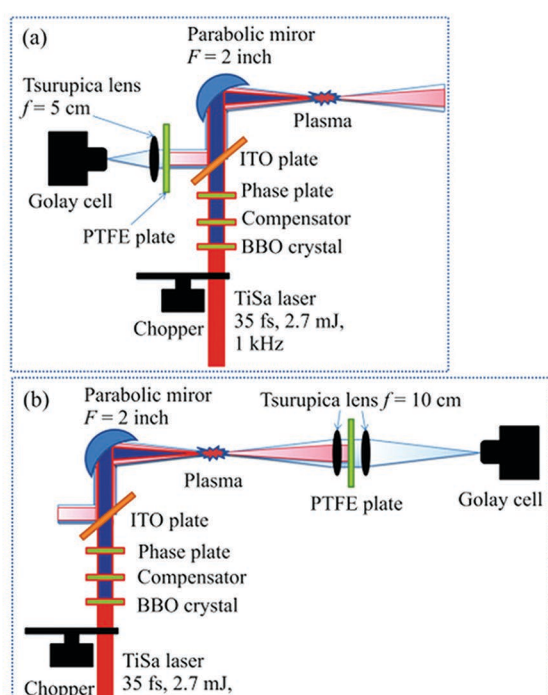 (a)
Parabolic miror
F = 2 inch
Tsurupica lens
f = 5 cm
Plasma
Golay cell
ITO plate
Phase plate
PTFE plate
Compensator
BBO crystal
Chopper
TiSa laser
35 fs, 2.7 mJ,
1 kHz
(b)
Parabolic miror
F = 2 inch
Tsurupica lens f = 10 cm
Plasma
PTFE plate
Golay cell
ITO plate
Phase plate
Compensator
BBO crystal
Chopper
TiSa laser
35 fs, 2.7 mJ,